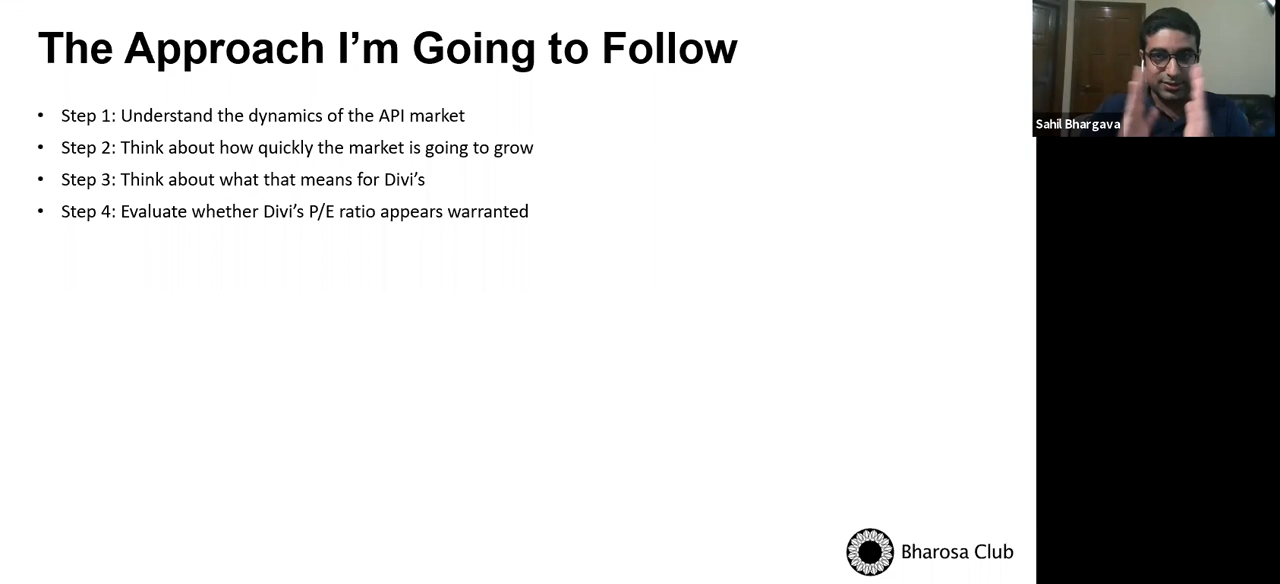 The Approach I’m Going to Follow
• Step 1: Understand the dynamics of the API market
• Step 2: Think about how quickly the market is going to grow
• Step 3: Think about what that means for Divi’s
• Step 4: Evaluate whether Divi’s P/E ratio appears warranted
Sahil Bhargava
Bharosa Club